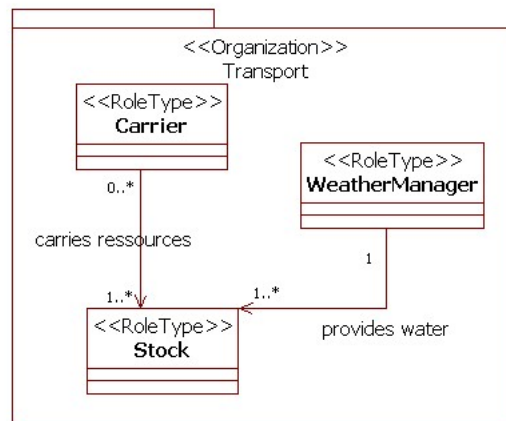 <<Organization>>
Transport
<<RoleType>>
Carrier
<<RoleType>>
WeatherManager
0..*
carries ressources
1
1..*
1..*
provides water
<<RoleType>>
Stock